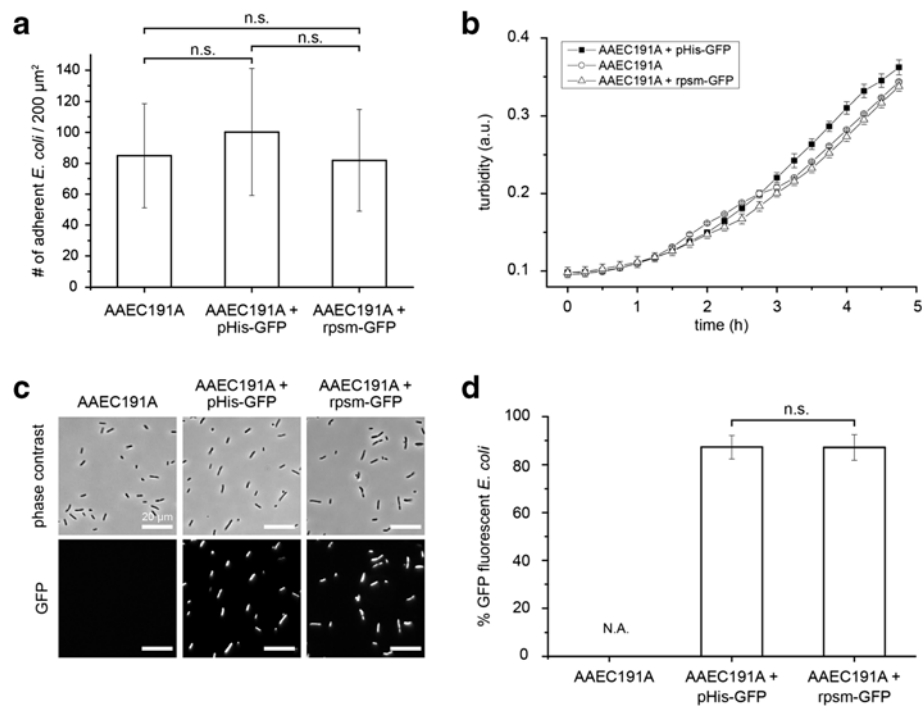 a
n.s.
n.s.
n.s.
# of adherent E. coli / 200 µm²
140
120
100
80
60
40
20
0
AAEC191A
AAEC191A +
pHis-GFP
AAEC191A +
rpsm-GFP
b
AAEC191A + pHis-GFP
AAEC191A
AAEC191A + rpsm-GFP
turbidity (a.u.)
0.4
0.3
0.2
0.1
0
1
2
3
4
5
time (h)
c
AAEC191A
AAEC191A +
pHis-GFP
AAEC191A +
rpsm-GFP
phase contrast
20 µm
GFP
d
n.s.
% GFP fluorescent E. coli
100
80
60
40
20
0
N.A.
AAEC191A
AAEC191A +
pHis-GFP
AAEC191A +
rpsm-GFP